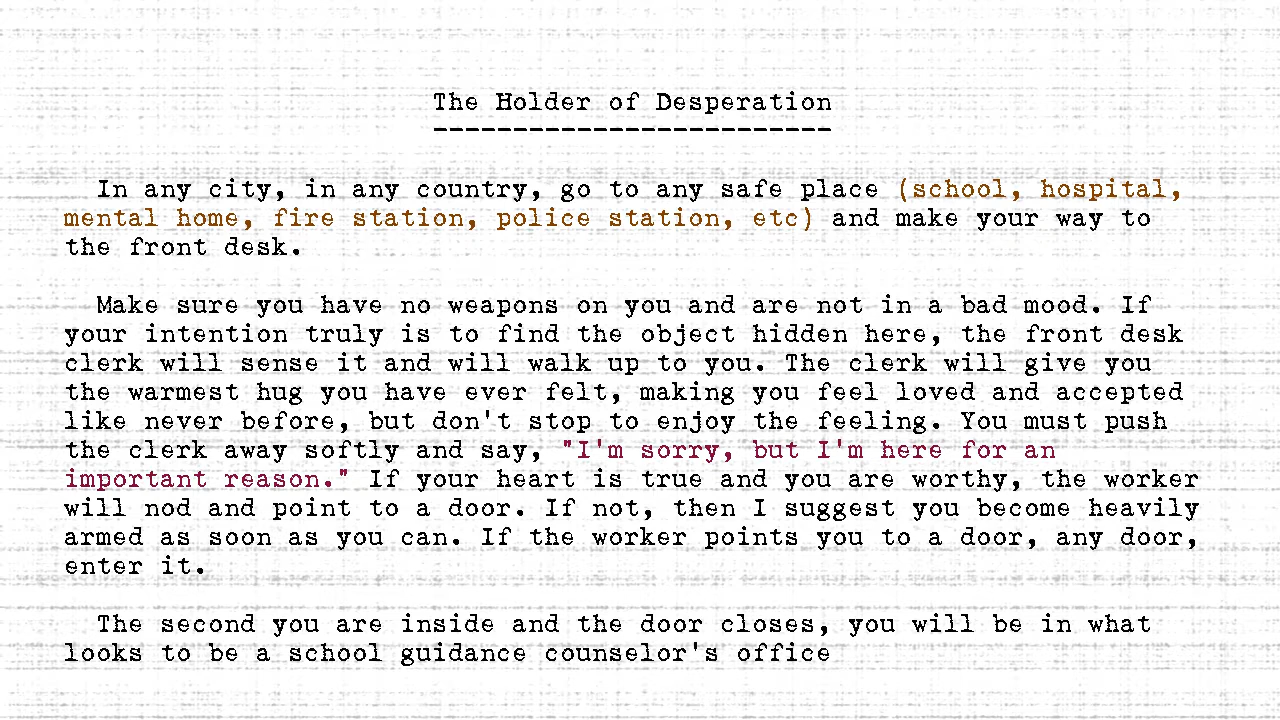 The Holder of Desperation
-------------------------
In any city, in any country, go to any safe place (school, hospital,
mental home, fire station, police station, etc) and make your way to
the front desk.
Make sure you have no weapons on you and are not in a bad mood. If
your intention truly is to find the object hidden here, the front desk
clerk will sense it and will walk up to you. The clerk will give you
the warmest hug you have ever felt, making you feel loved and accepted
like never before, but don't stop to enjoy the feeling. You must push
the clerk away softly and say, "I'm sorry, but I'm here for an
important reason." If your heart is true and you are worthy, the worker
will nod and point to a door. If not, then I suggest you become heavily
armed as soon as you can. If the worker points you to a door, any door,
enter it.
The second you are inside and the door closes, you will be in what
looks to be a school guidance counselor's office